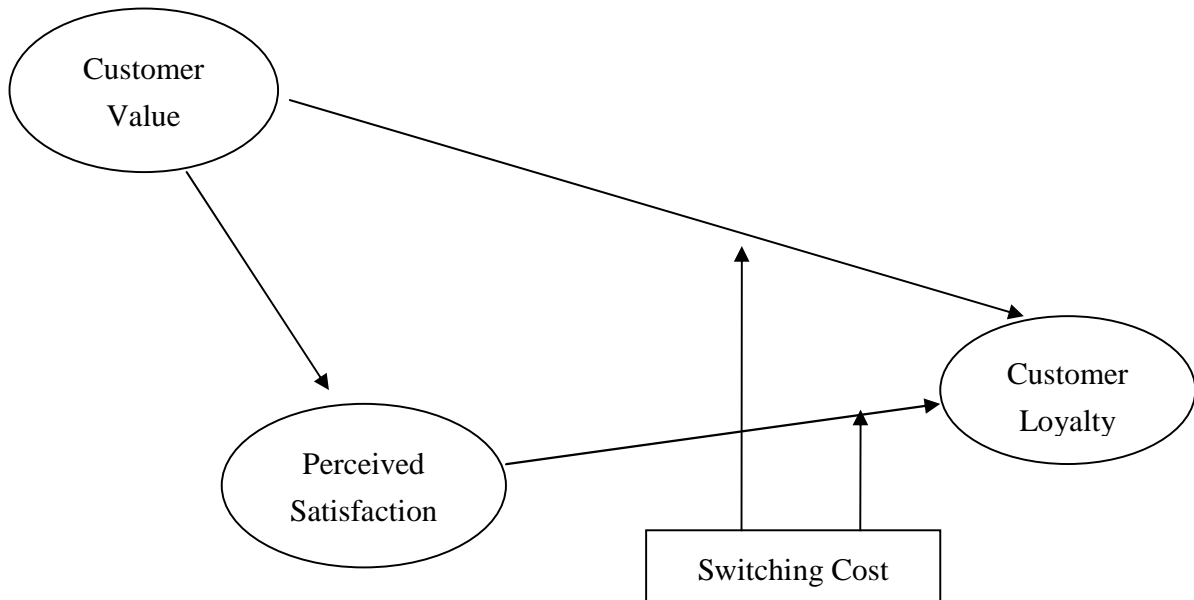 Customer
Value
Customer
Loyalty
Perceived
Satisfaction
Switching Cost